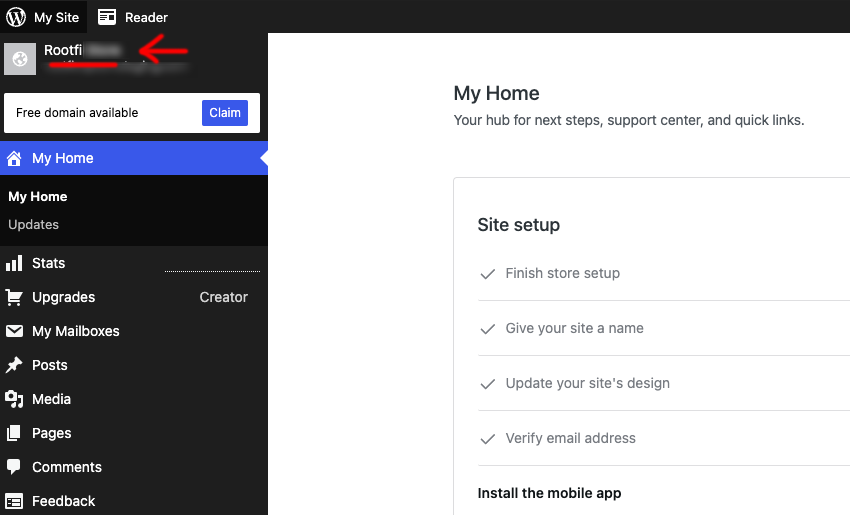 My Site
Reader
Rootfi
Free domain available
Claim
My Home
My Home
Updates
Stats
Upgrades
Creator
My Mailboxes
Posts
Media
Pages
Comments
Feedback
My Home
Your hub for next steps, support center, and quick links.
Site setup
Finish store setup
Give your site a name
Update your site's design
Verify email address
Install the mobile app